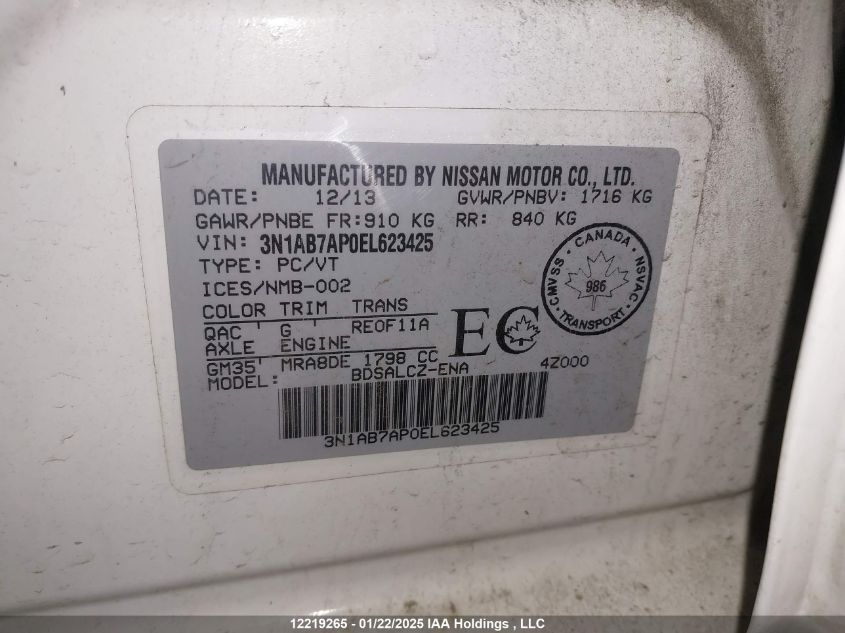 MANUFACTURED BY NISSAN MOTOR CO., LTD.
DATE: 12/13 GVWR/PNBV: 1716 KG
GAWR/PNBE FR: 910 KG RR: 840 KG
VIN: 3N1AB7AP0EL623425
TYPE: PC/VT
ICES/NMB-002
COLOR TRIM TRANS
QAC ' G ' RE0F11A
AXLE ENGINE
GM35' MRA8DE 1798 CC
MODEL: BDSALCZ-ENA 4Z000
3N1AB7AP0EL623425
EC
CANADA
CMVSS NSVAC
986
TRANSPORT
12219265 - 01/22/2025 IAA Holdings , LLC